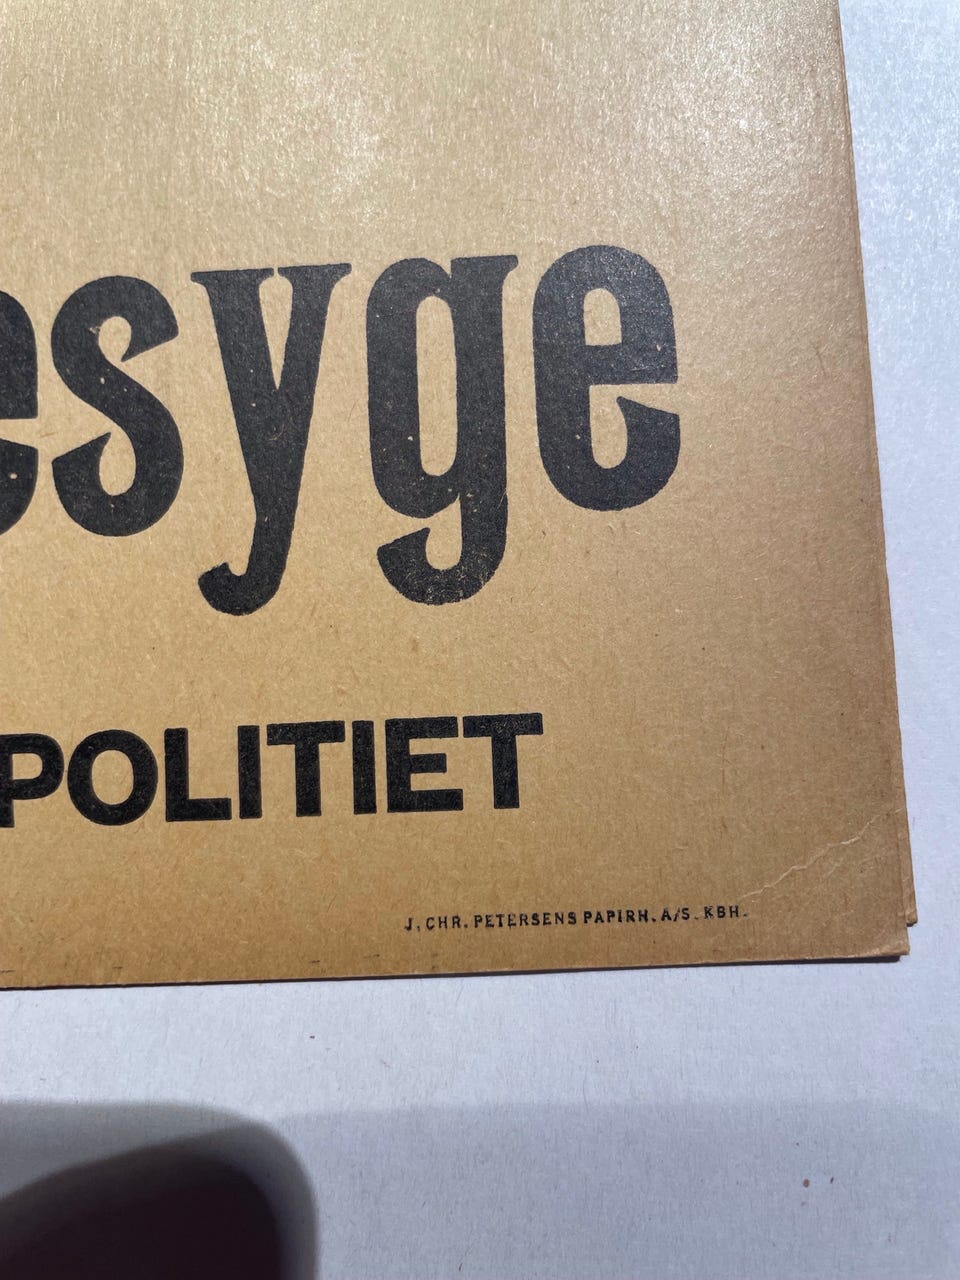 esyge
POLITIET
J. CHR. PETERSENS PAPIRH. A/S. KBH.